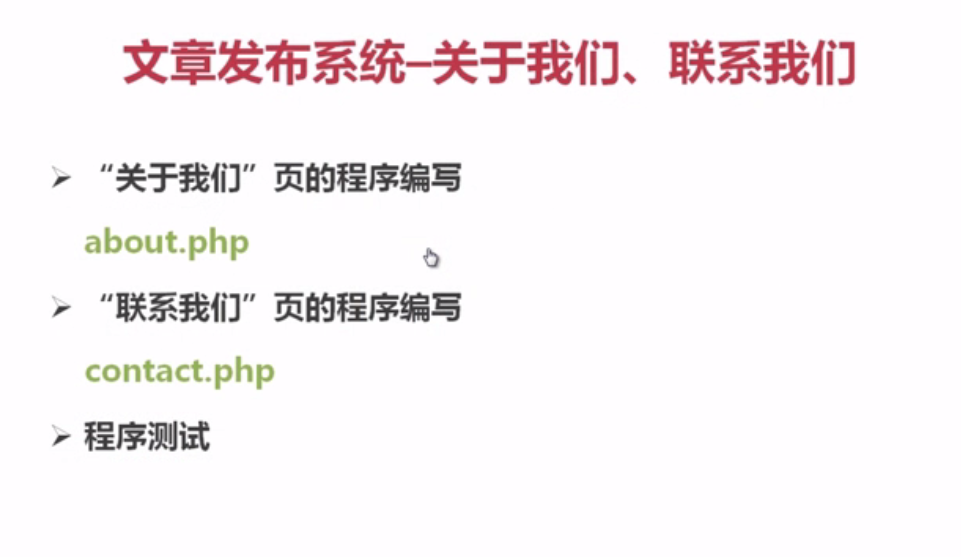 文章发布系统–关于我们、联系我们
➢ “关于我们”页的程序编写
about.php
➢ “联系我们”页的程序编写
contact.php
➢ 程序测试